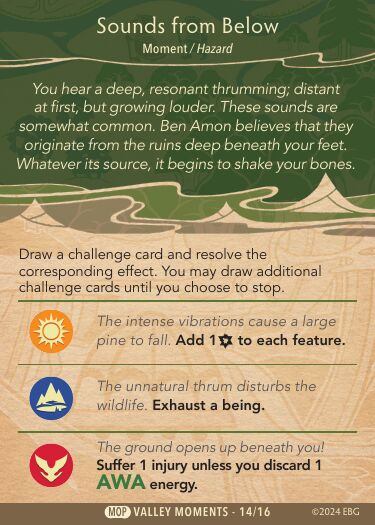 Sounds from Below
Moment / Hazard
You hear a deep, resonant thrumming; distant
at first, but growing louder. These sounds are
somewhat common. Ben Amon believes that they
originate from the ruins deep beneath your feet.
Whatever its source, it begins to shake your bones.
Draw a challenge card and resolve the
corresponding effect. You may draw additional
challenge cards until you choose to stop.
The intense vibrations cause a large
pine to fall. Add 1 to each feature.
The unnatural thrum disturbs the
wildlife. Exhaust a being.
The ground opens up beneath you!
Suffer 1 injury unless you discard 1
AWA energy.
MOP VALLEY MOMENTS - 14/16 ©2024 EBG